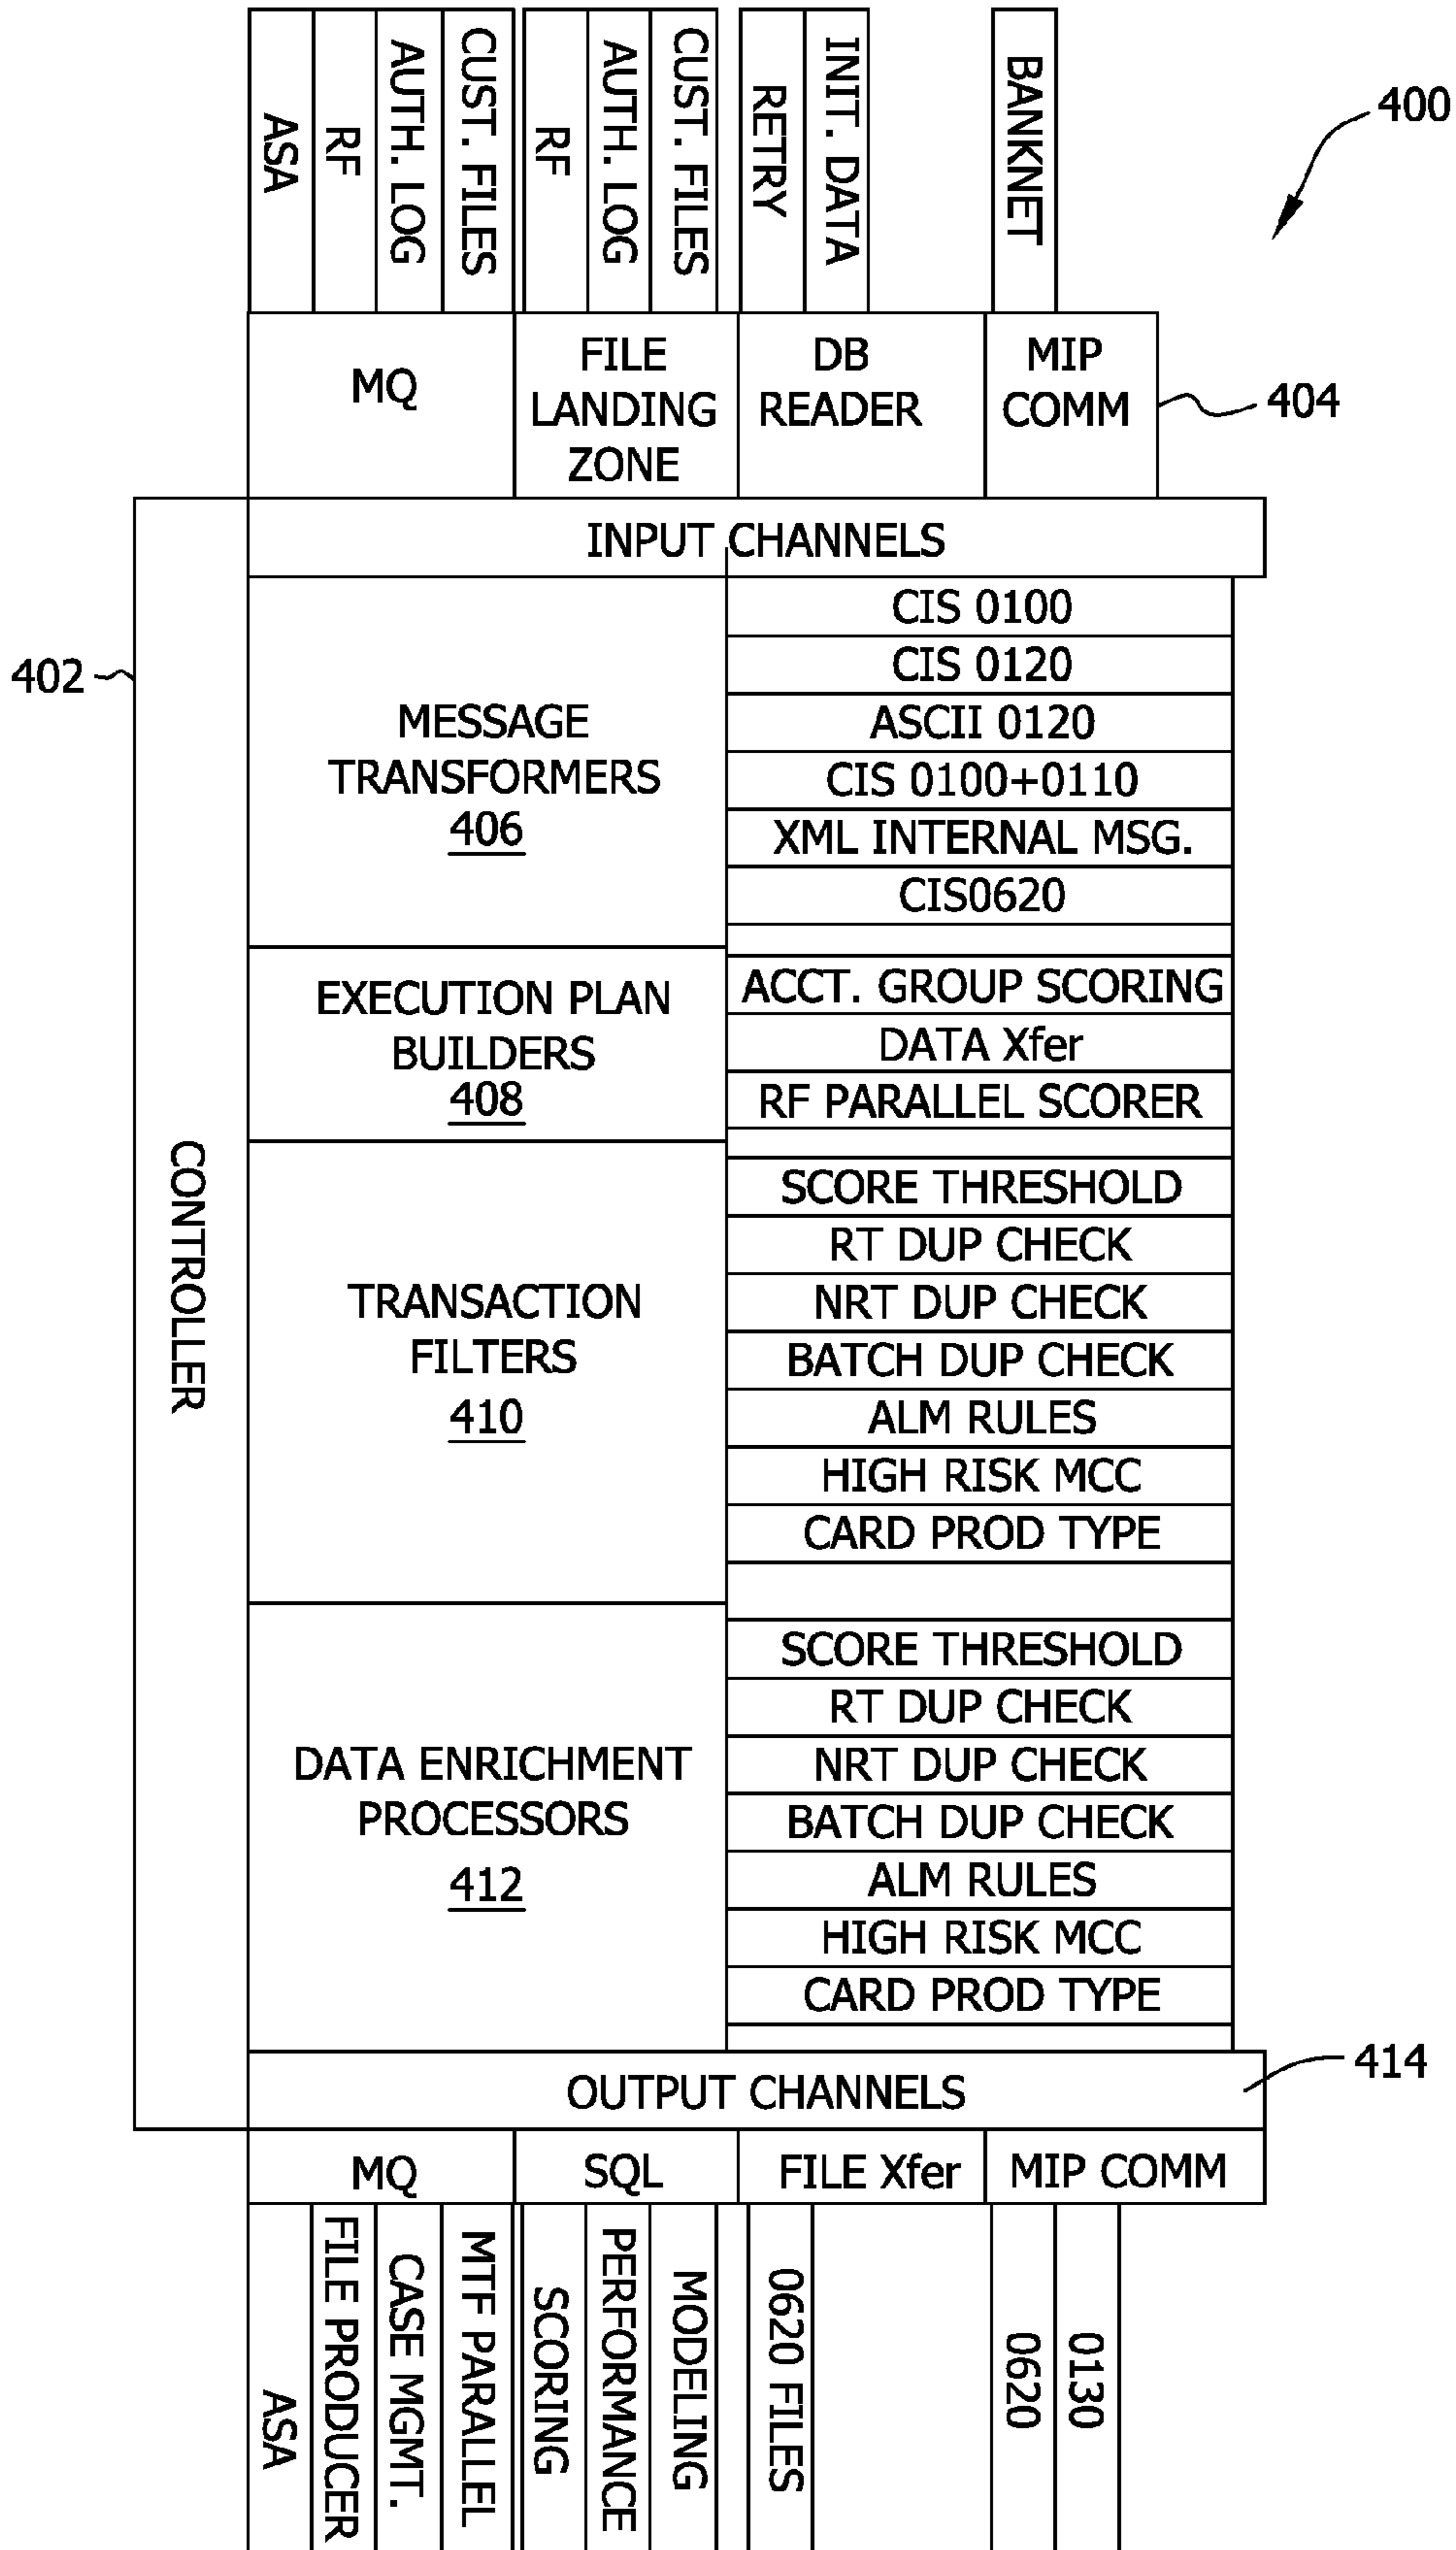 400
ASA
RF
AUTH. LOG
CUST. FILES
RF
AUTH. LOG
CUST. FILES
RETRY
INIT. DATA
BANKNET
MQ
FILE
LANDING
ZONE
DB
READER
MIP
COMM
404
INPUT CHANNELS
402
CONTROLLER
MESSAGE
TRANSFORMERS
406
CIS 0100
CIS 0120
ASCII 0120
CIS 0100+0110
XML INTERNAL MSG.
CIS0620
EXECUTION PLAN
BUILDERS
408
ACCT. GROUP SCORING
DATA Xfer
RF PARALLEL SCORER
TRANSACTION
FILTERS
410
SCORE THRESHOLD
RT DUP CHECK
NRT DUP CHECK
BATCH DUP CHECK
ALM RULES
HIGH RISK MCC
CARD PROD TYPE
DATA ENRICHMENT
PROCESSORS
412
SCORE THRESHOLD
RT DUP CHECK
NRT DUP CHECK
BATCH DUP CHECK
ALM RULES
HIGH RISK MCC
CARD PROD TYPE
OUTPUT CHANNELS
414
MQ
SQL
FILE Xfer
MIP COMM
ASA
FILE PRODUCER
CASE MGMT.
MTF PARALLEL
SCORING
PERFORMANCE
MODELING
0620 FILES
0620
0130